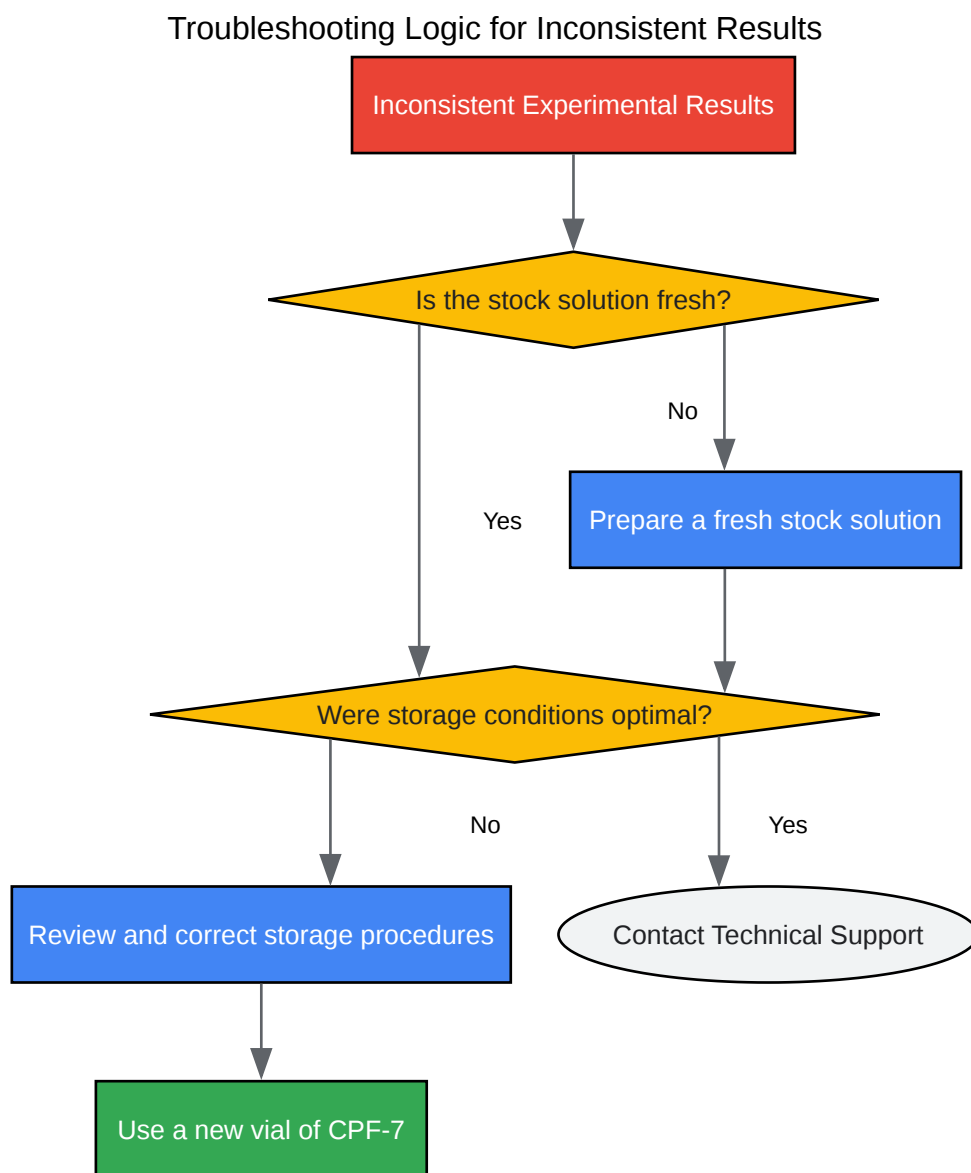 Troubleshooting Logic for Inconsistent Results
Inconsistent Experimental Results
Is the stock solution fresh?
No
Yes
Prepare a fresh stock solution
Were storage conditions optimal?
No
Yes
Review and correct storage procedures
Contact Technical Support
Use a new vial of CPF-7